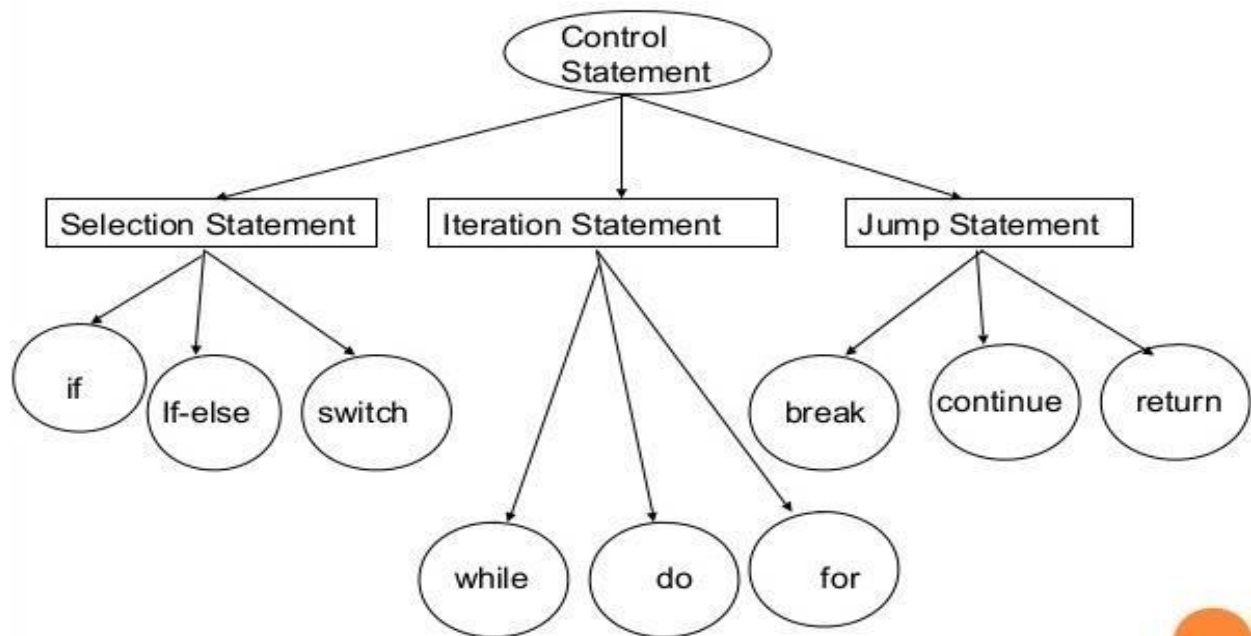 Control
Statement
Selection Statement
Iteration Statement
Jump Statement
if
If-else
switch
break
continue
return
while
do
for